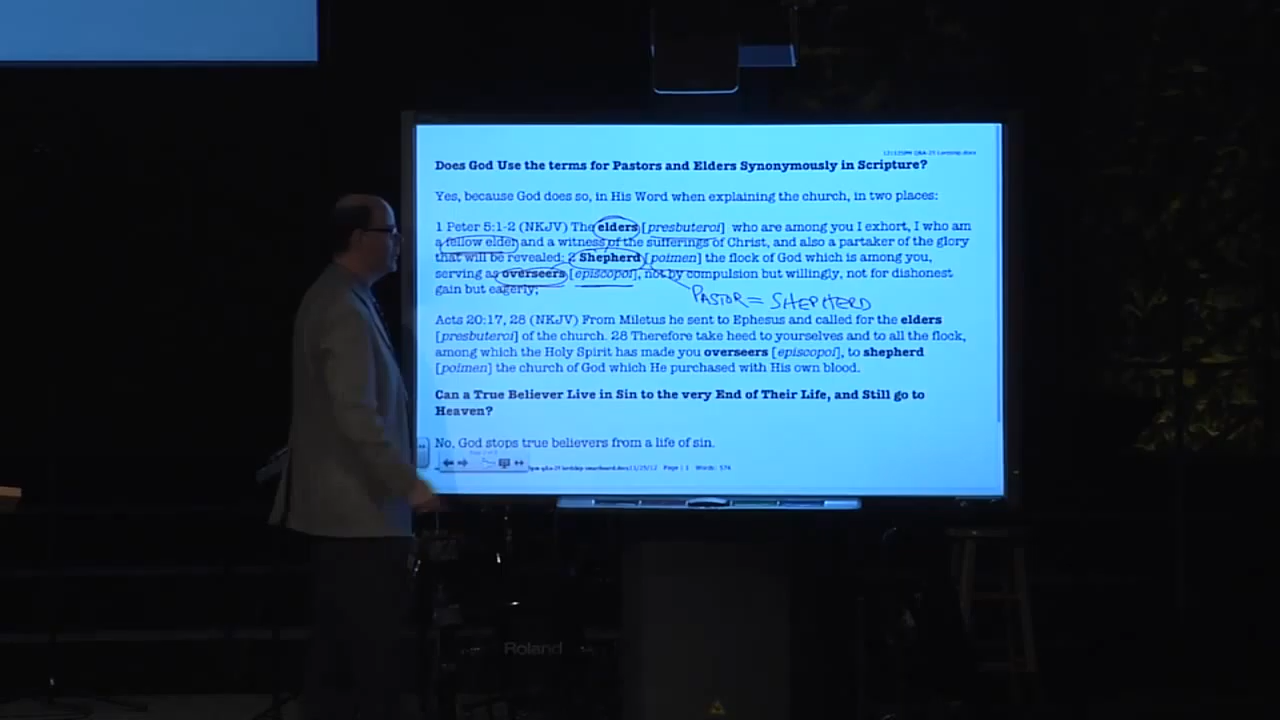 Does God Use the terms for Pastors and Elders Synonymously in Scripture?
Yes, because God does so, in His Word when explaining the church, in two places:
1 Peter 5:1-2 (NKJV) The elders [presbuteroi] who are among you I exhort, I who am
a fellow elder and a witness of the sufferings of Christ, and also a partaker of the glory
that will be revealed: 2 Shepherd [poimen] the flock of God which is among you,
serving as overseers [episcopoi], not by compulsion but willingly, not for dishonest
gain but eagerly;
PASTOR = SHEPHERD
Acts 20:17, 28 (NKJV) From Miletus he sent to Ephesus and called for the elders
[presbuteroi] of the church. 28 Therefore take heed to yourselves and to all the flock,
among which the Holy Spirit has made you overseers [episcopoi], to shepherd
[poimen] the church of God which He purchased with His own blood.
Can a True Believer Live in Sin to the very End of Their Life, and Still go to
Heaven?
No, God stops true believers from a life of sin.
Page | 1 Words: 574
Roland